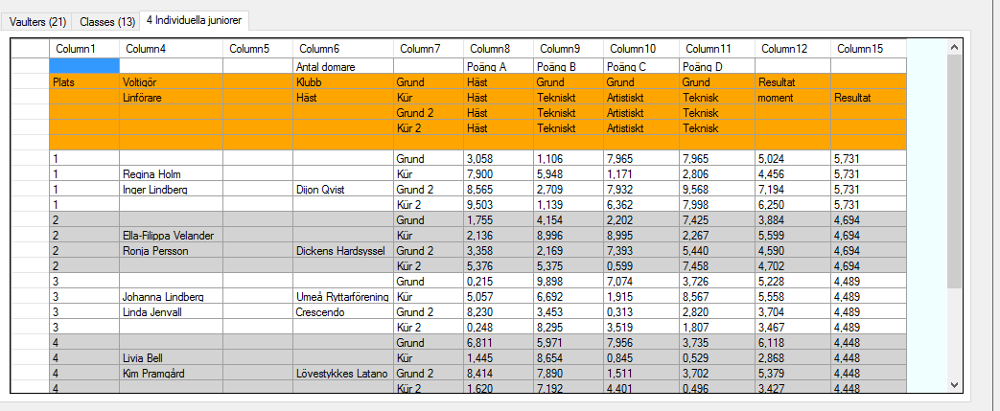 Vaulters (21) Classes (13) 4 Individuella juniorer
Column1 Column4 Column5 Column6 Column7 Column8 Column9 Column10 Column11 Column12 Column15
Antal domare Poäng A Poäng B Poäng C Poäng D
Plats Voltigör Klubb Grund Häst Grund Grund Grund Resultat
Linförare Häst Kür Häst Tekniskt Artistiskt Teknisk moment Resultat
Grund 2 Häst Tekniskt Artistiskt Teknisk
Kür 2 Häst Tekniskt Artistiskt Teknisk
1 Grund 3,058 1,106 7,965 7,965 5,024 5,731
1 Regina Holm Kür 7,900 5,948 1,171 2,806 4,456 5,731
1 Inger Lindberg Dijon Qvist Grund 2 8,565 2,709 7,932 9,568 7,194 5,731
1 Kür 2 9,503 1,139 6,362 7,998 6,250 5,731
2 Grund 1,755 4,154 2,202 7,425 3,884 4,694
2 Ella-Filippa Velander Kür 2,136 8,996 8,995 2,267 5,599 4,694
2 Ronja Persson Dickens Hardsyssel Grund 2 3,358 2,169 7,393 5,440 4,590 4,694
2 Kür 2 5,376 5,375 0,599 7,458 4,702 4,694
3 Grund 0,215 9,898 7,074 3,726 5,228 4,489
3 Johanna Lindberg Umeå Ryttarförening Kür 5,057 6,692 1,915 8,567 5,558 4,489
3 Linda Jenvall Crescendo Grund 2 8,230 3,453 0,313 2,820 3,704 4,489
3 Kür 2 0,248 8,295 3,519 1,807 3,467 4,489
4 Grund 6,811 5,971 7,956 3,735 6,118 4,448
4 Livia Bell Kür 1,445 8,654 0,845 0,529 2,868 4,448
4 Kim Pramgård Lövestykkes Latano Grund 2 8,414 7,890 1,511 3,702 5,379 4,448
4 Kür 2 1,620 7,192 4,401 0,496 3,427 4,448